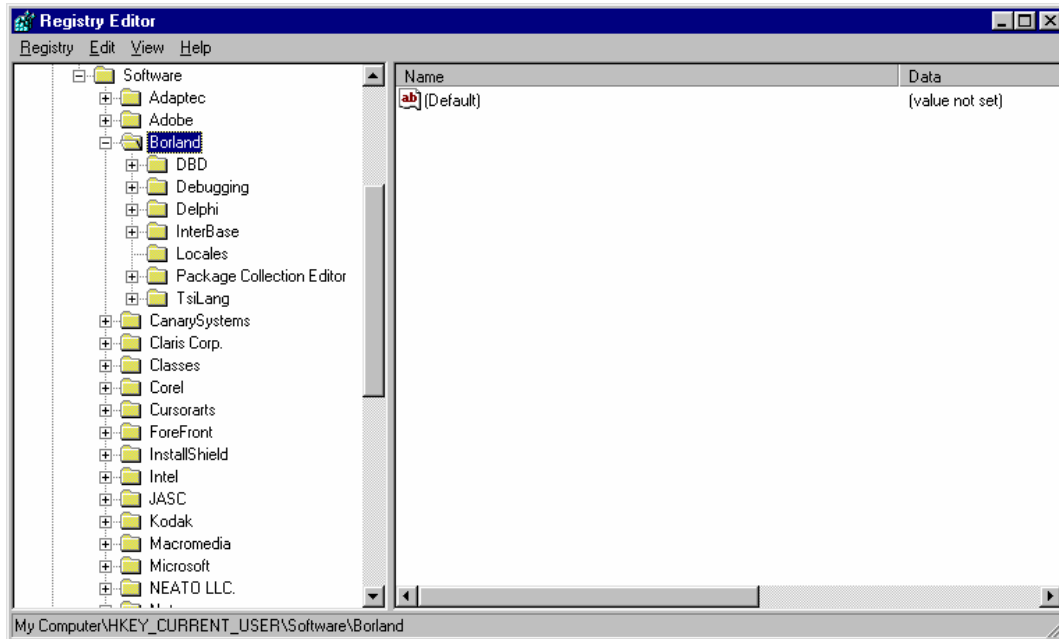 Registry Editor
Registry Edit View Help
Software
Adaptec
Adobe
Borland
DBD
Debugging
Delphi
InterBase
Locales
Package Collection Editor
TsiLang
CanarySystems
Claris Corp.
Classes
Corel
Cursorarts
ForeFront
InstallShield
Intel
JASC
Kodak
Macromedia
Microsoft
NEATO LLC.
Name Data
ab (Default) (value not set)
My Computer\HKEY_CURRENT_USER\Software\Borland